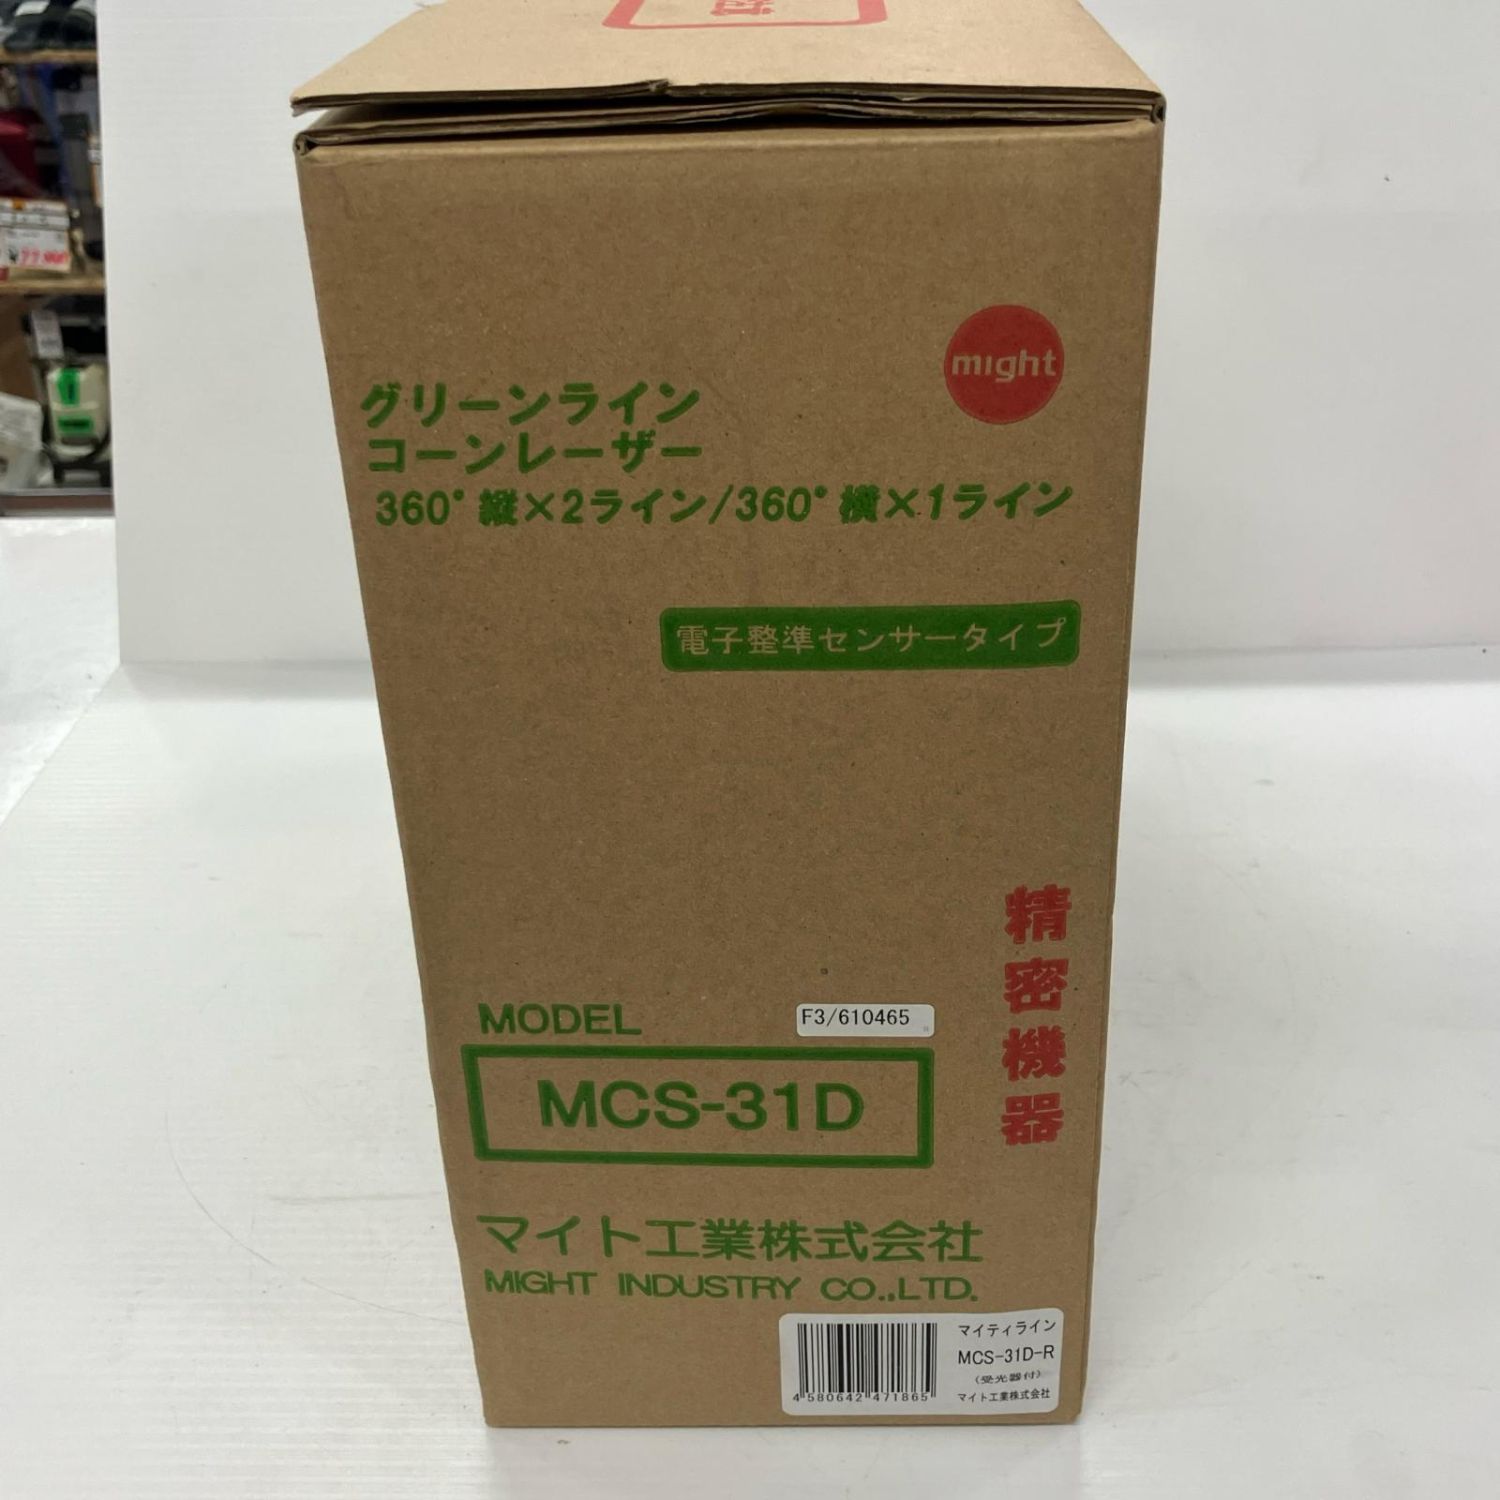 might
グリーンライン
コーンレーザー
360°縦×2ライン/360°横×1ライン
電子整準センサータイプ
精密機器
MODEL
F3/610465
MCS-31D
マイト工業株式会社
MIGHT INDUSTRY CO.,LTD.
マイティライン
MCS-31D-R
(受光器付)
マイト工業株式会社
4 580642 471865